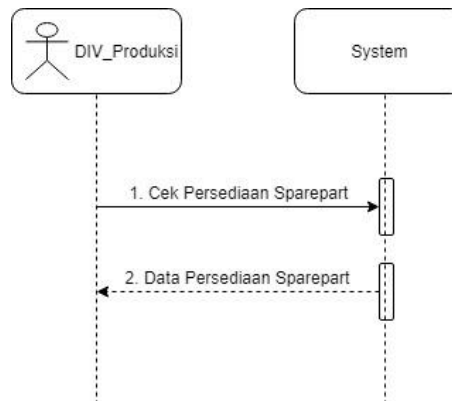 DIV_Produksi
System
1. Cek Persediaan Sparepart
2. Data Persediaan Sparepart